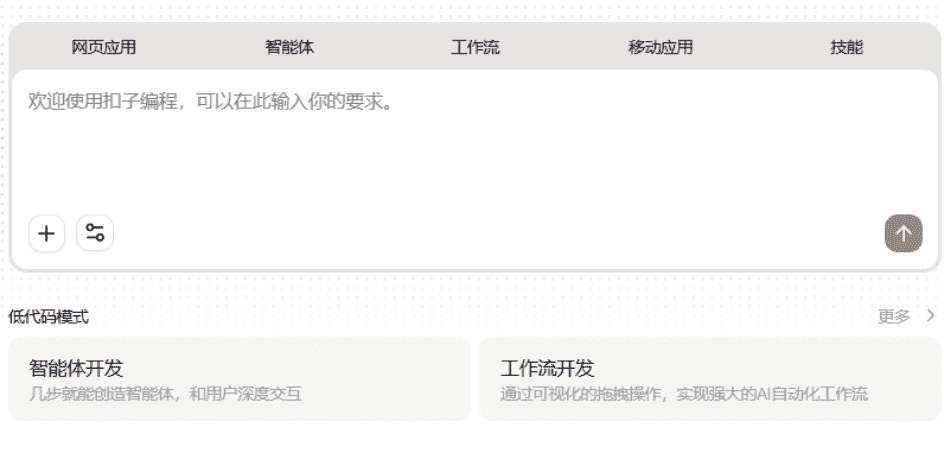 网页应用 智能体 工作流 移动应用 技能
欢迎使用扣子编程，可以在此输入你的要求。
低代码模式 更多
智能体开发 工作流开发
几步就能创造智能体，和用户深度交互 通过可视化的拖拽操作，实现强大的AI自动化工作流